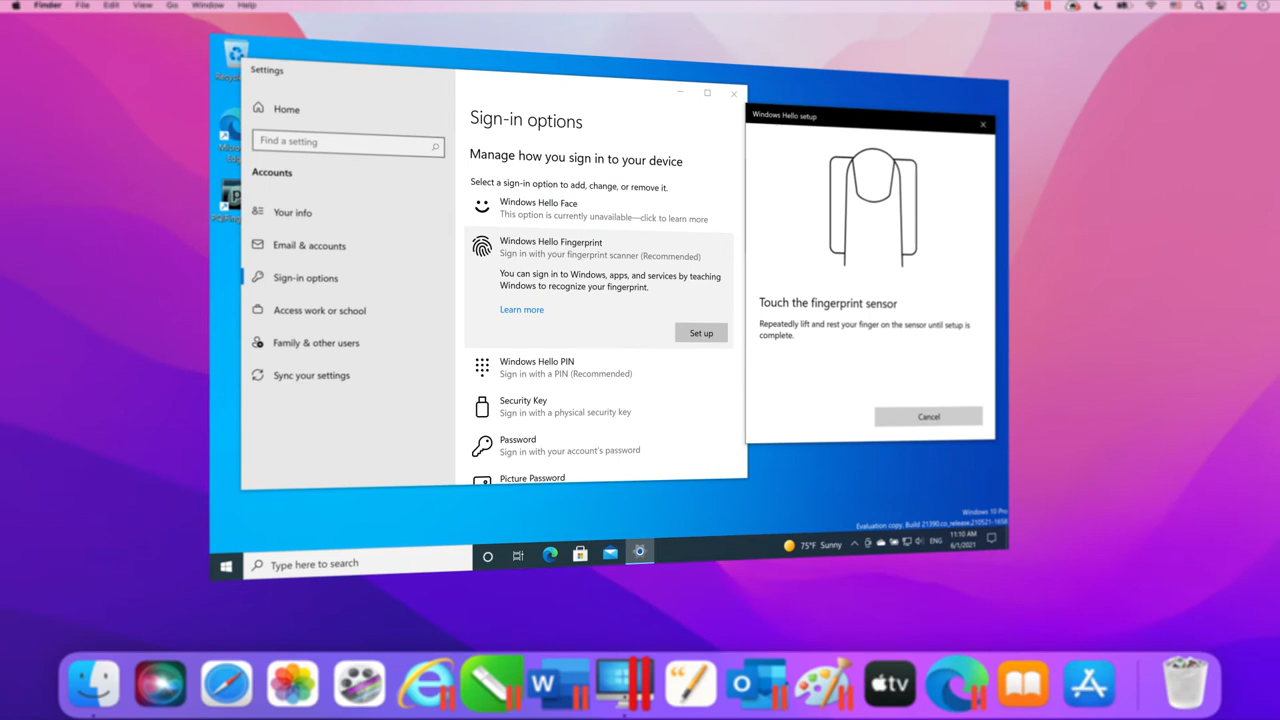 Finder File Edit View Go Window Help
Settings
Home
Find a setting
Accounts
Your info
Email & accounts
Sign-in options
Access work or school
Family & other users
Sync your settings
Sign-in options
Manage how you sign in to your device
Select a sign-in option to add, change, or remove it.
Windows Hello Face
This option is currently unavailable—click to learn more
Windows Hello Fingerprint
Sign in with your fingerprint scanner (Recommended)
You can sign in to Windows, apps, and services by teaching
Windows to recognize your fingerprint.
Learn more
Set up
Windows Hello PIN
Sign in with a PIN (Recommended)
Security Key
Sign in with a physical security key
Password
Sign in with your account's password
Picture Password
Windows Hello setup
Touch the fingerprint sensor
Repeatedly lift and rest your finger on the sensor until setup is
complete.
Cancel
Windows 10 Pro
Evaluation copy. Build 21390.co_release.210521-1658
Type here to search
75°F Sunny
ENG
11:10 AM
6/1/2021
W
O
tv